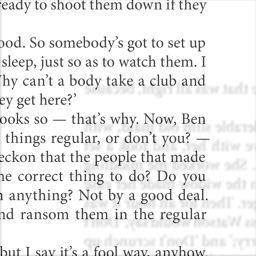 ready to shoot them down if they
ood. So somebody's got to set up
sleep, just so as to watch them. I
hy can't a body take a club and
ey get here?'
ooks so — that's why. Now, Ben
things regular, or don't you? —
eckon that the people that made
he correct thing to do? Do you
anything? Not by a good deal.
nd ransom them in the regular
but I say it's a fool way, anyhow